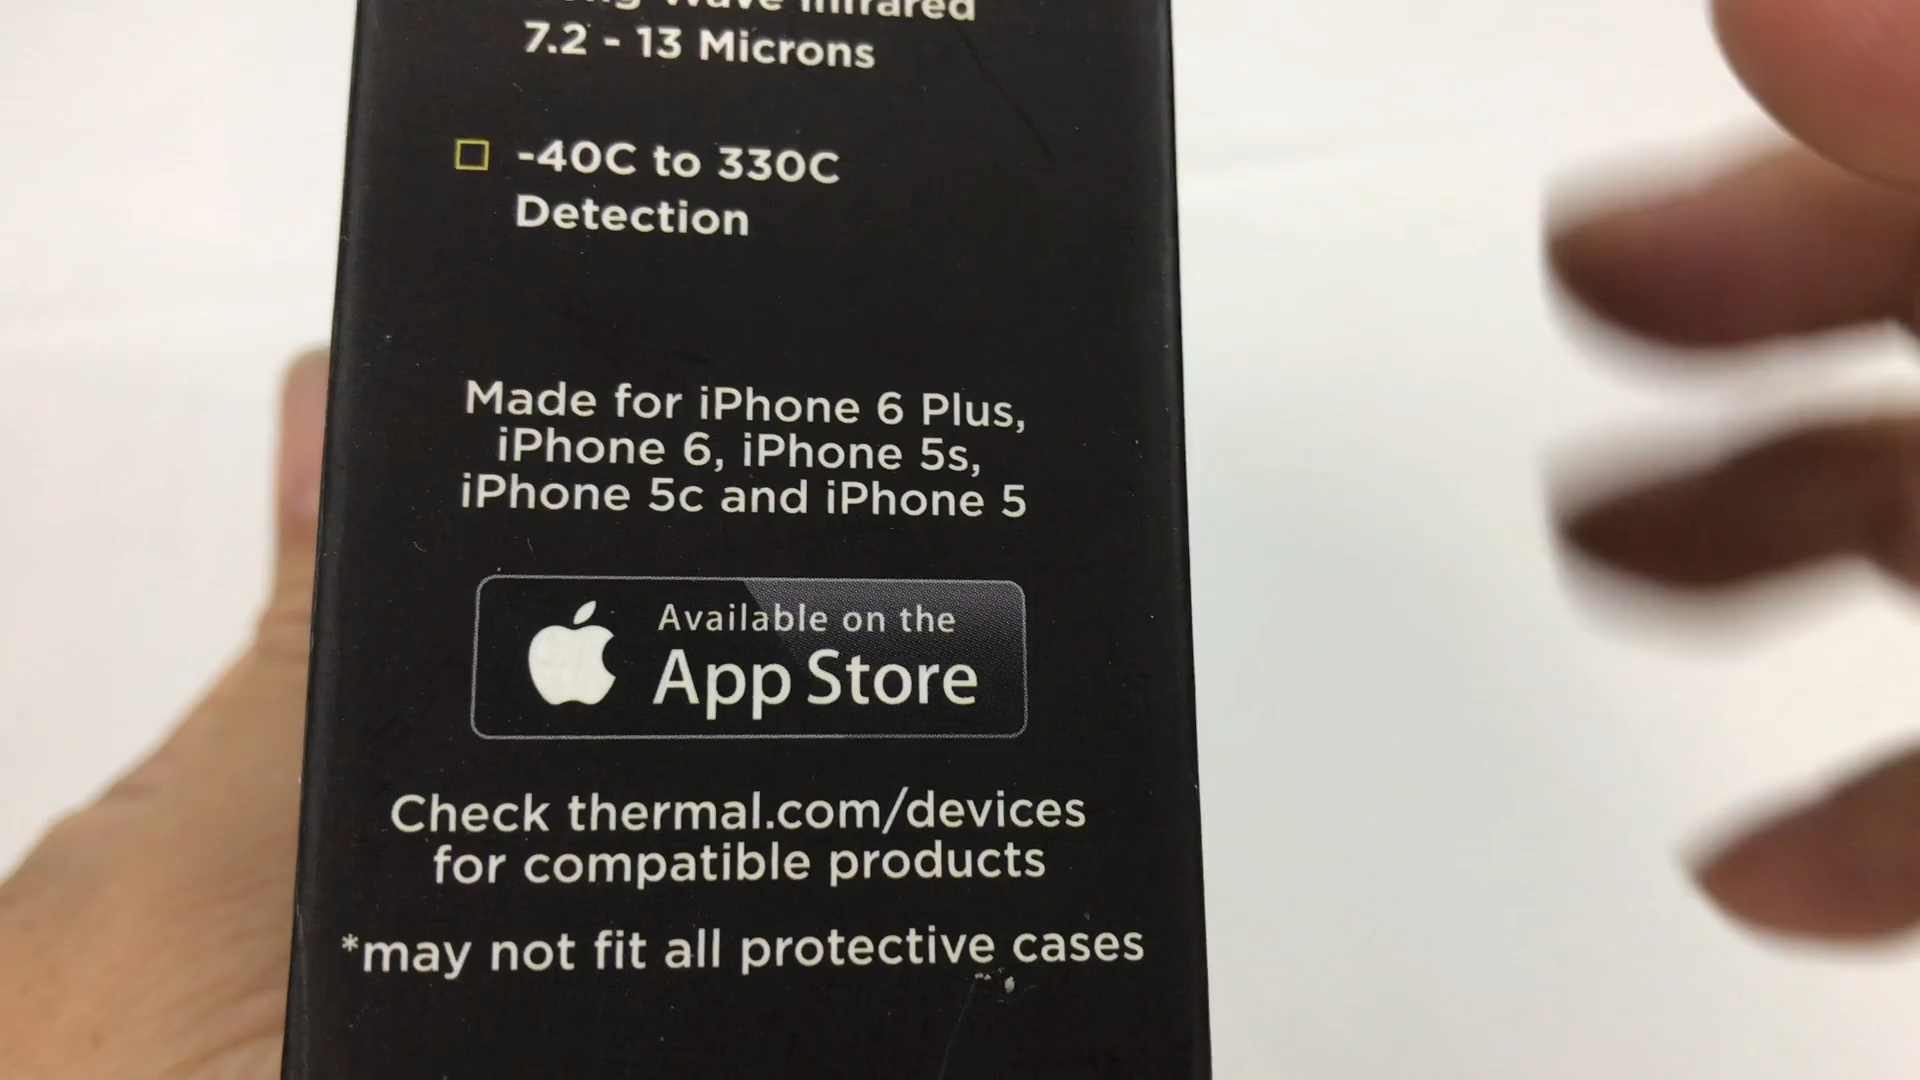 Wave Infrared
7.2 - 13 Microns
-40C to 330C
Detection
Made for iPhone 6 Plus,
iPhone 6, iPhone 5s,
iPhone 5c and iPhone 5
Available on the
App Store
Check thermal.com/devices
for compatible products
*may not fit all protective cases